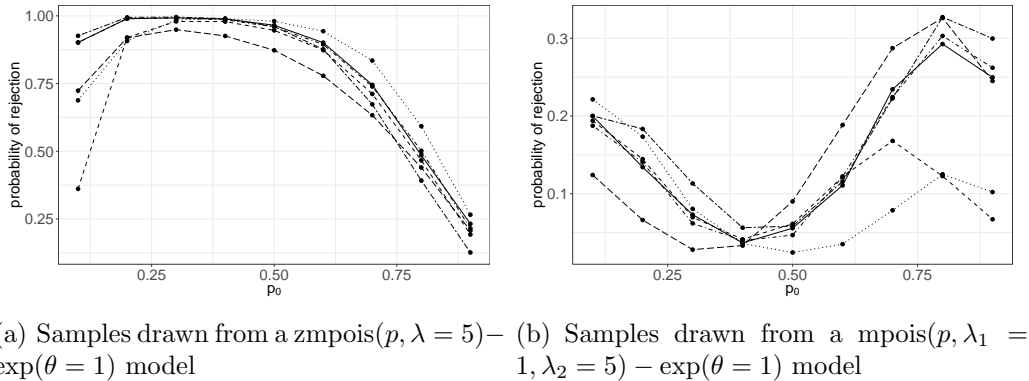 1.00
0.75
0.50
0.25
probability of rejection
0.25
0.50
0.75
p₀
0.3
0.2
0.1
probability of rejection
0.25
0.50
0.75
p₀
a) Samples drawn from a zmpois(p, λ = 5)−
exp(θ = 1) model
(b) Samples drawn from a mpois(p, λ₁ =
1, λ₂ = 5) − exp(θ = 1) model